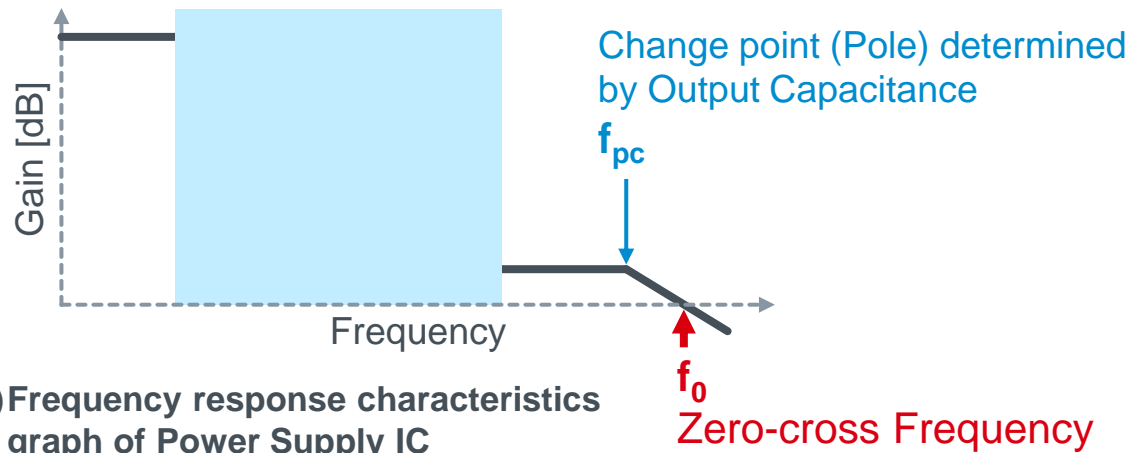 Change point (Pole) determined
by Output Capacitance
fpc
Gain [dB]
Frequency
f0
Zero-cross Frequency
)Frequency response characteristics
graph of Power Supply IC